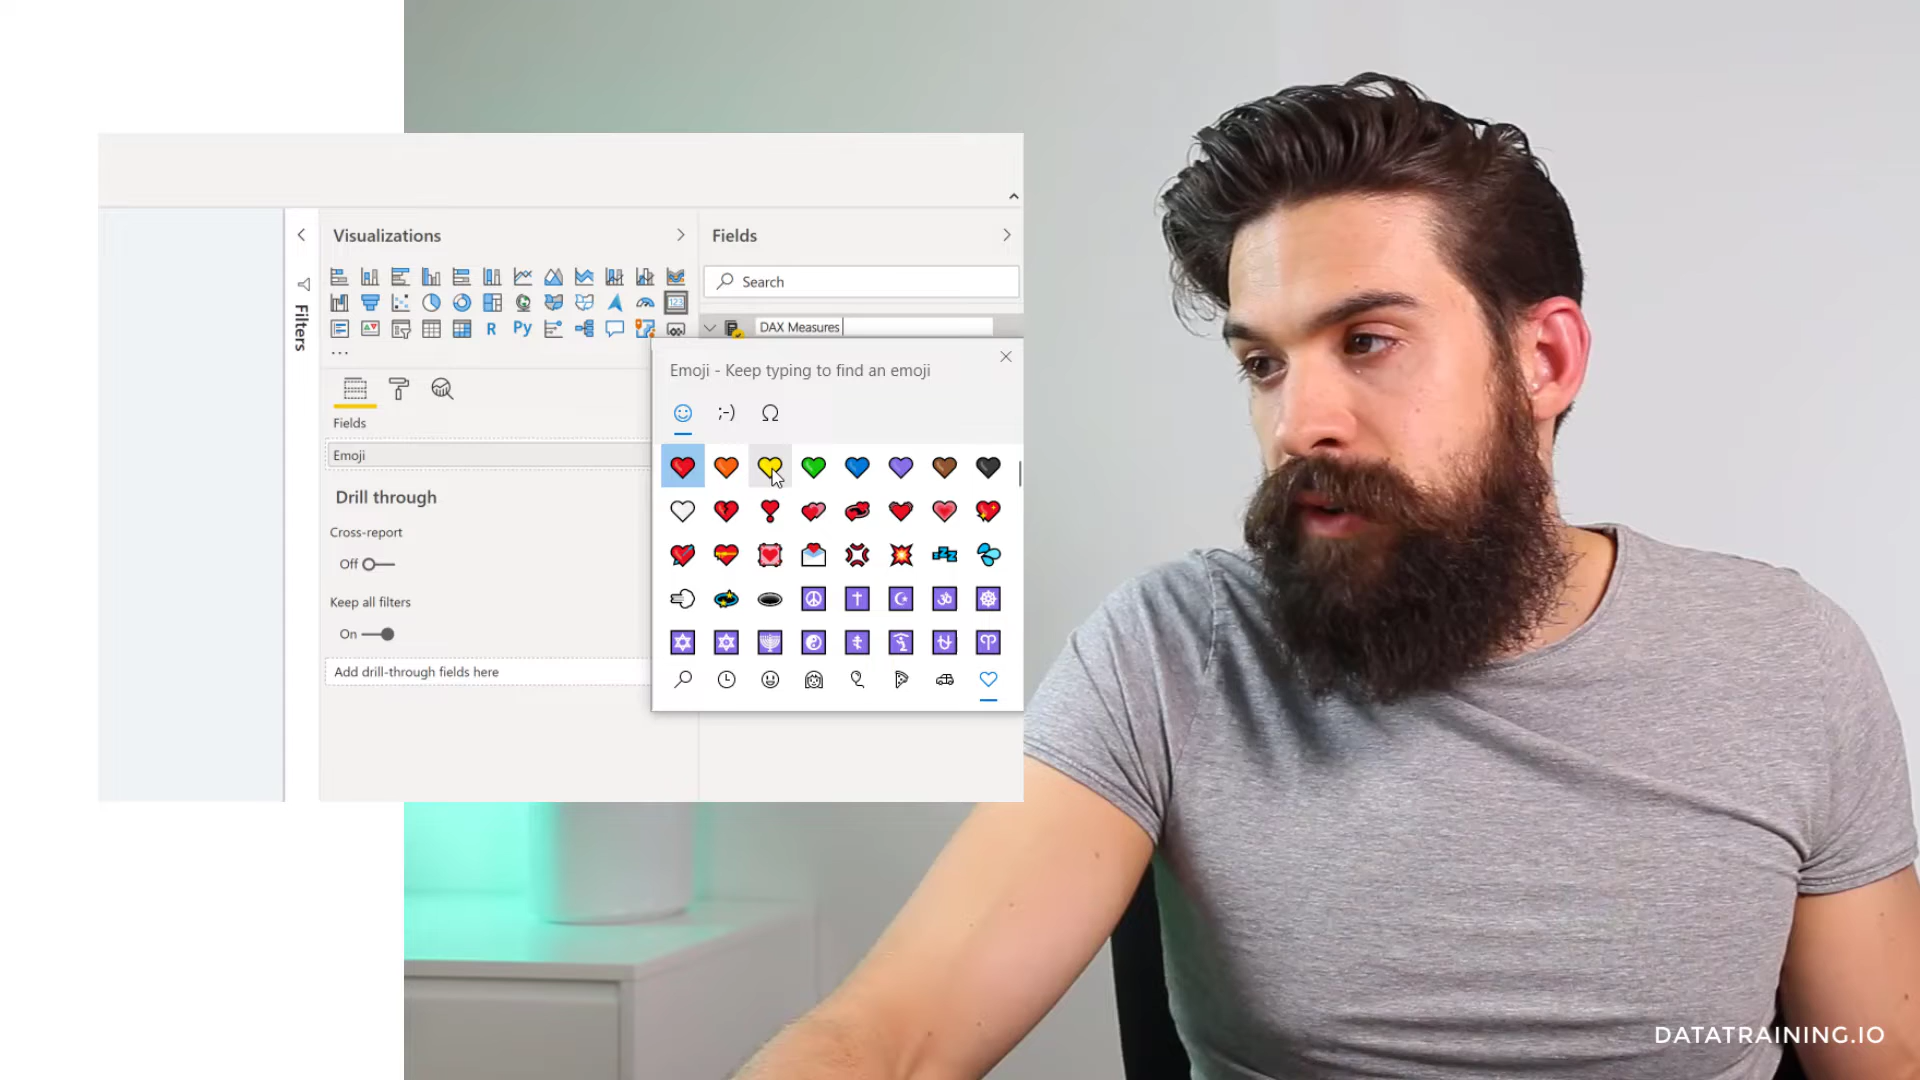 Visualizations
Fields
Search
Filters
DAX Measures
Emoji - Keep typing to find an emoji
;-)
Ω
R
Py
123
...
Fields
Emoji
Drill through
Cross-report
Off
Keep all filters
On
Add drill-through fields here
DATATRAINING.IO